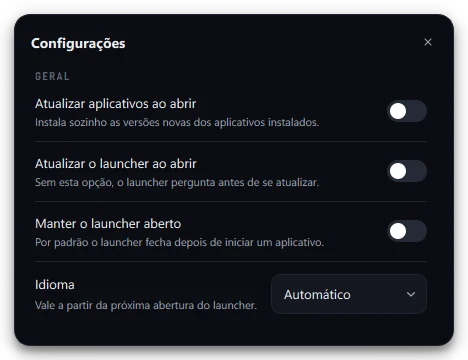 Configurações
GERAL
Atualizar aplicativos ao abrir
Instala sozinho as versões novas dos aplicativos instalados.
Atualizar o launcher ao abrir
Sem esta opção, o launcher pergunta antes de se atualizar.
Manter o launcher aberto
Por padrão o launcher fecha depois de iniciar um aplicativo.
Idioma
Automático
Vale a partir da próxima abertura do launcher.